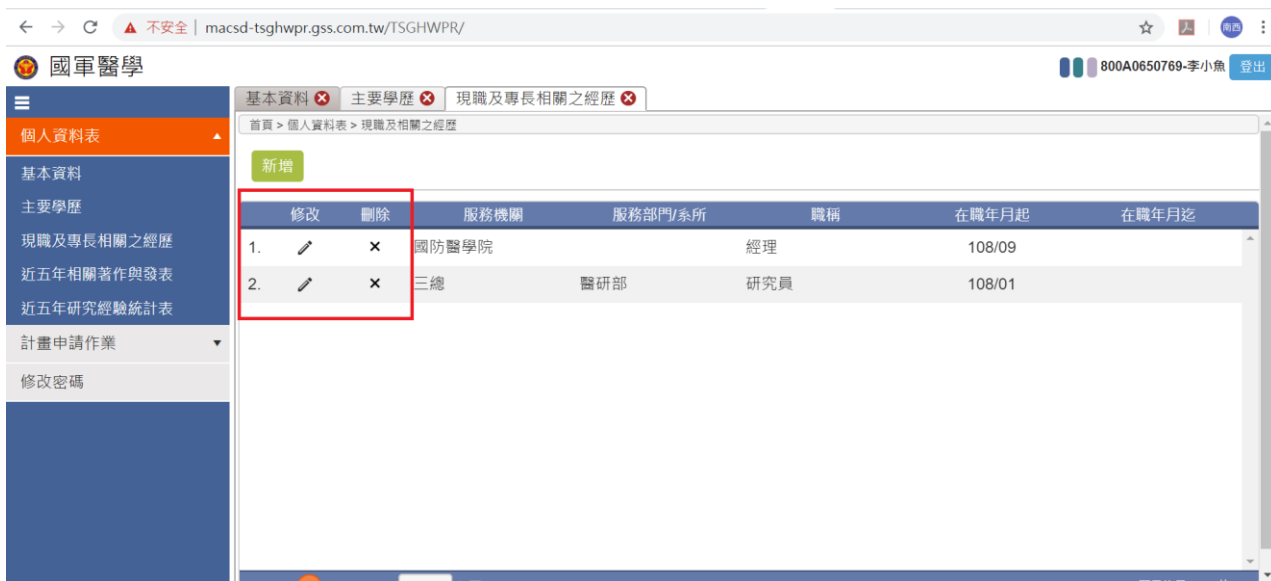 不安全 | macsd-tsghwpr.gss.com.tw/TSGHWPR/ 南西
國軍醫學 800A0650769-李小魚 登出
基本資料 主要學歷 現職及專長相關之經歷
個人資料表
首頁 > 個人資料表 > 現職及相關之經歷
新增
基本資料
主要學歷
現職及專長相關之經歷
近五年相關著作與發表
近五年研究經驗統計表
計畫申請作業
修改密碼
修改 刪除 服務機關 服務部門/系所 職稱 在職年月起 在職年月迄
1. 國防醫學院 經理 108/09
2. 三總 醫研部 研究員 108/01